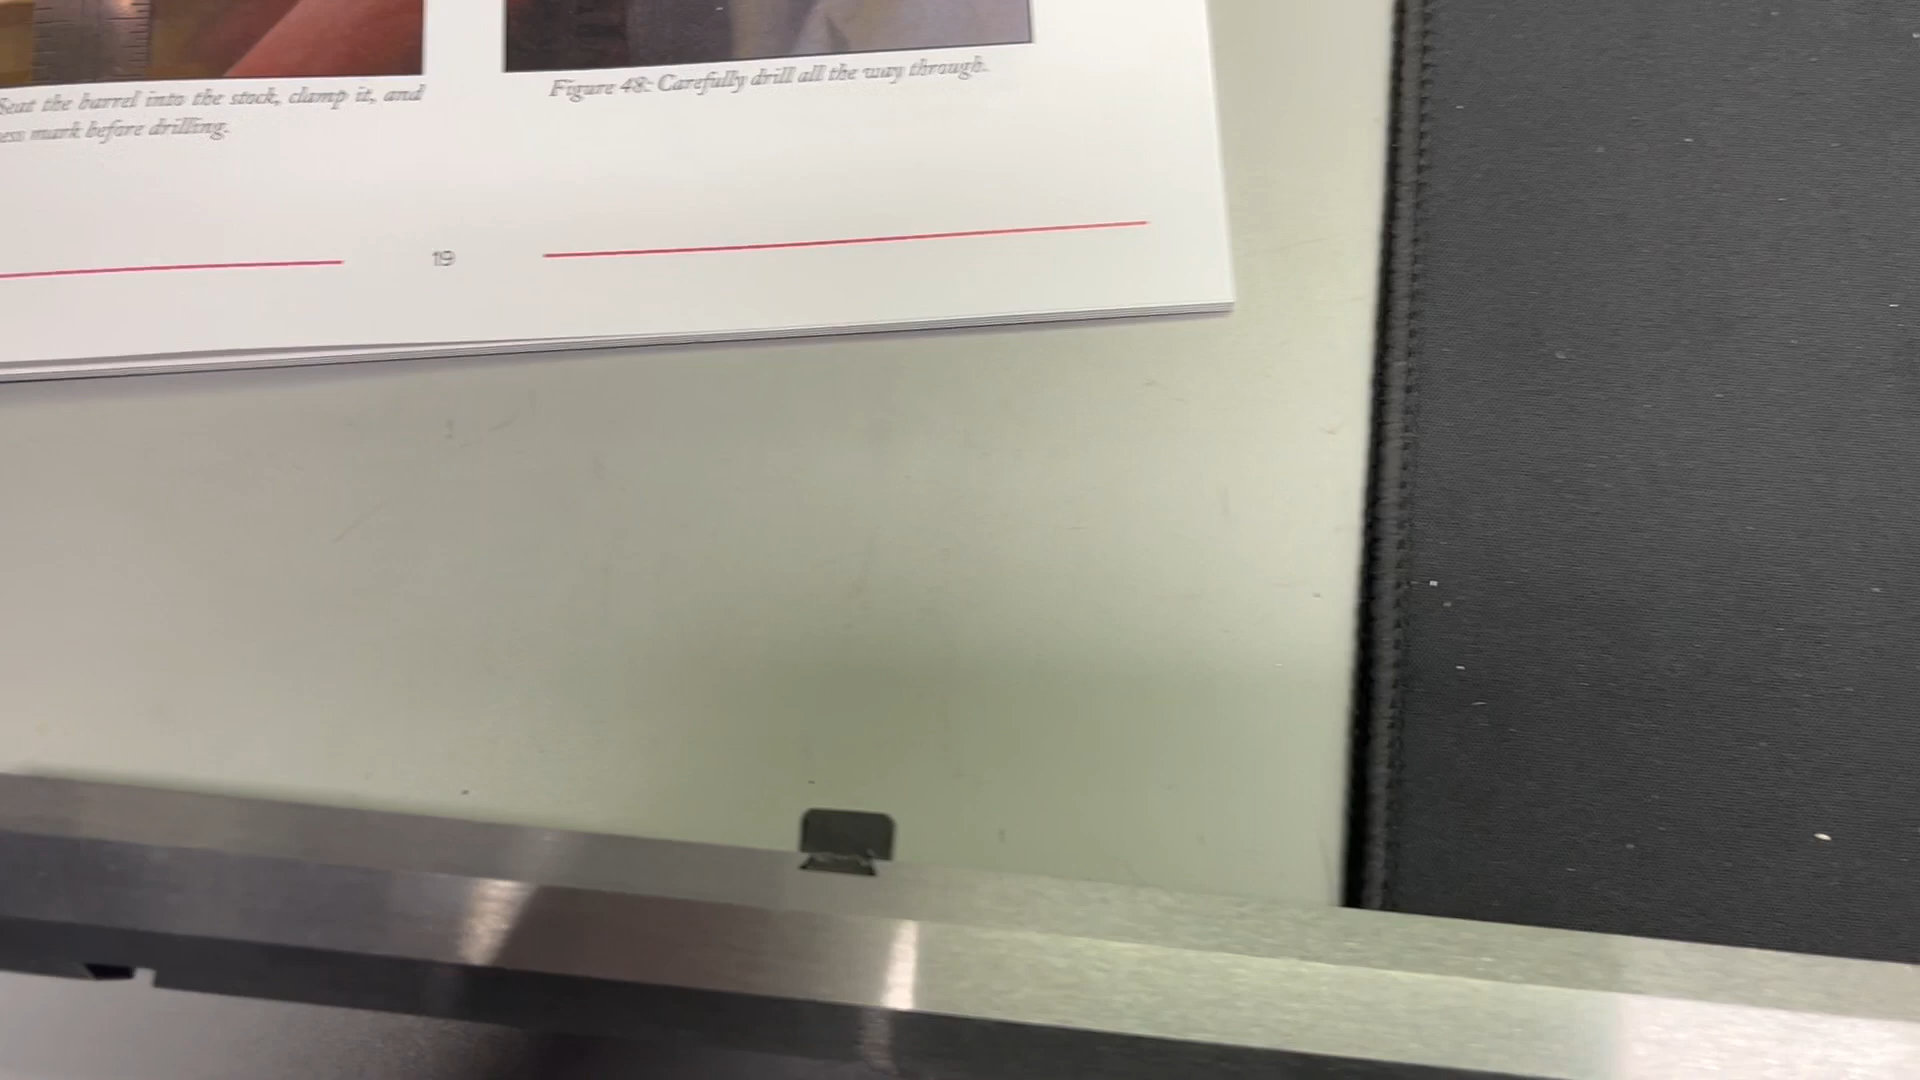 Seat the barrel into the stock, clamp it, and
ess mark before drilling.
Figure 48: Carefully drill all the way through.
19